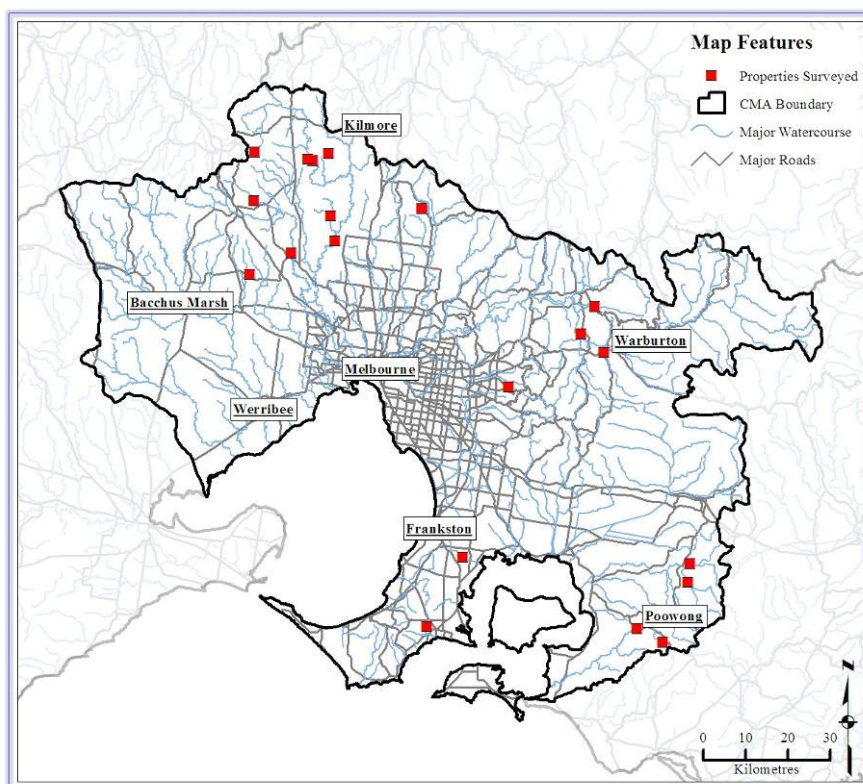 Map Features
Properties Surveyed
CMA Boundary
Major Watercourse
Major Roads
Kilmore
Bacchus Marsh
Warburton
Melbourne
Werribee
Frankston
Poowong
N
0 10 20 30
Kilometres